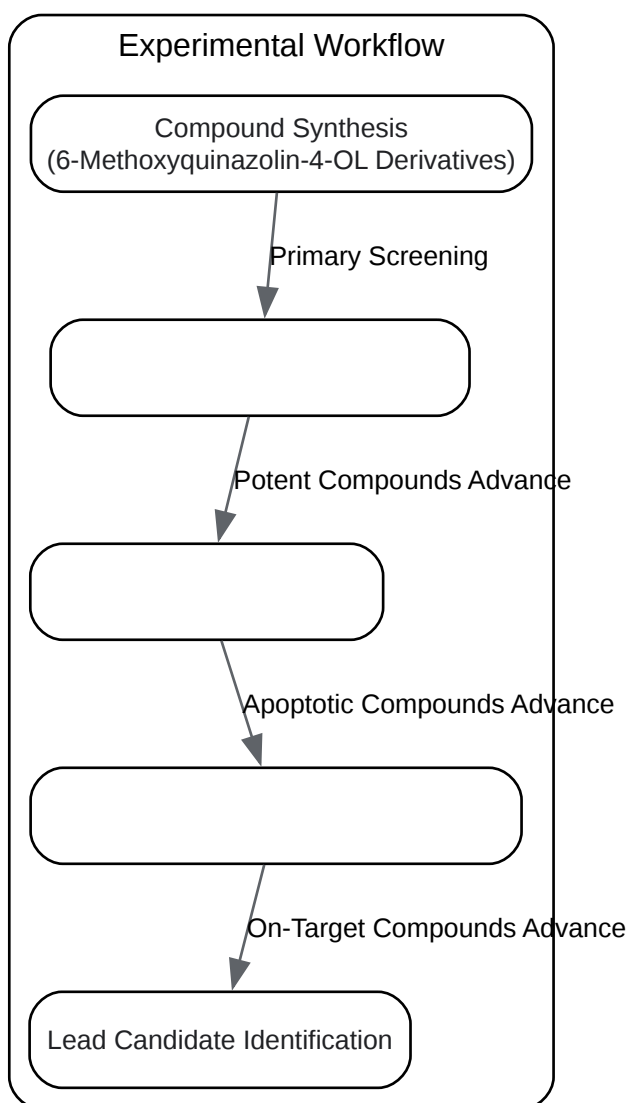 Experimental Workflow
Compound Synthesis
(6-Methoxyquinazolin-4-OL Derivatives)
Primary Screening
Potent Compounds Advance
Apoptotic Compounds Advance
On-Target Compounds Advance
Lead Candidate Identification